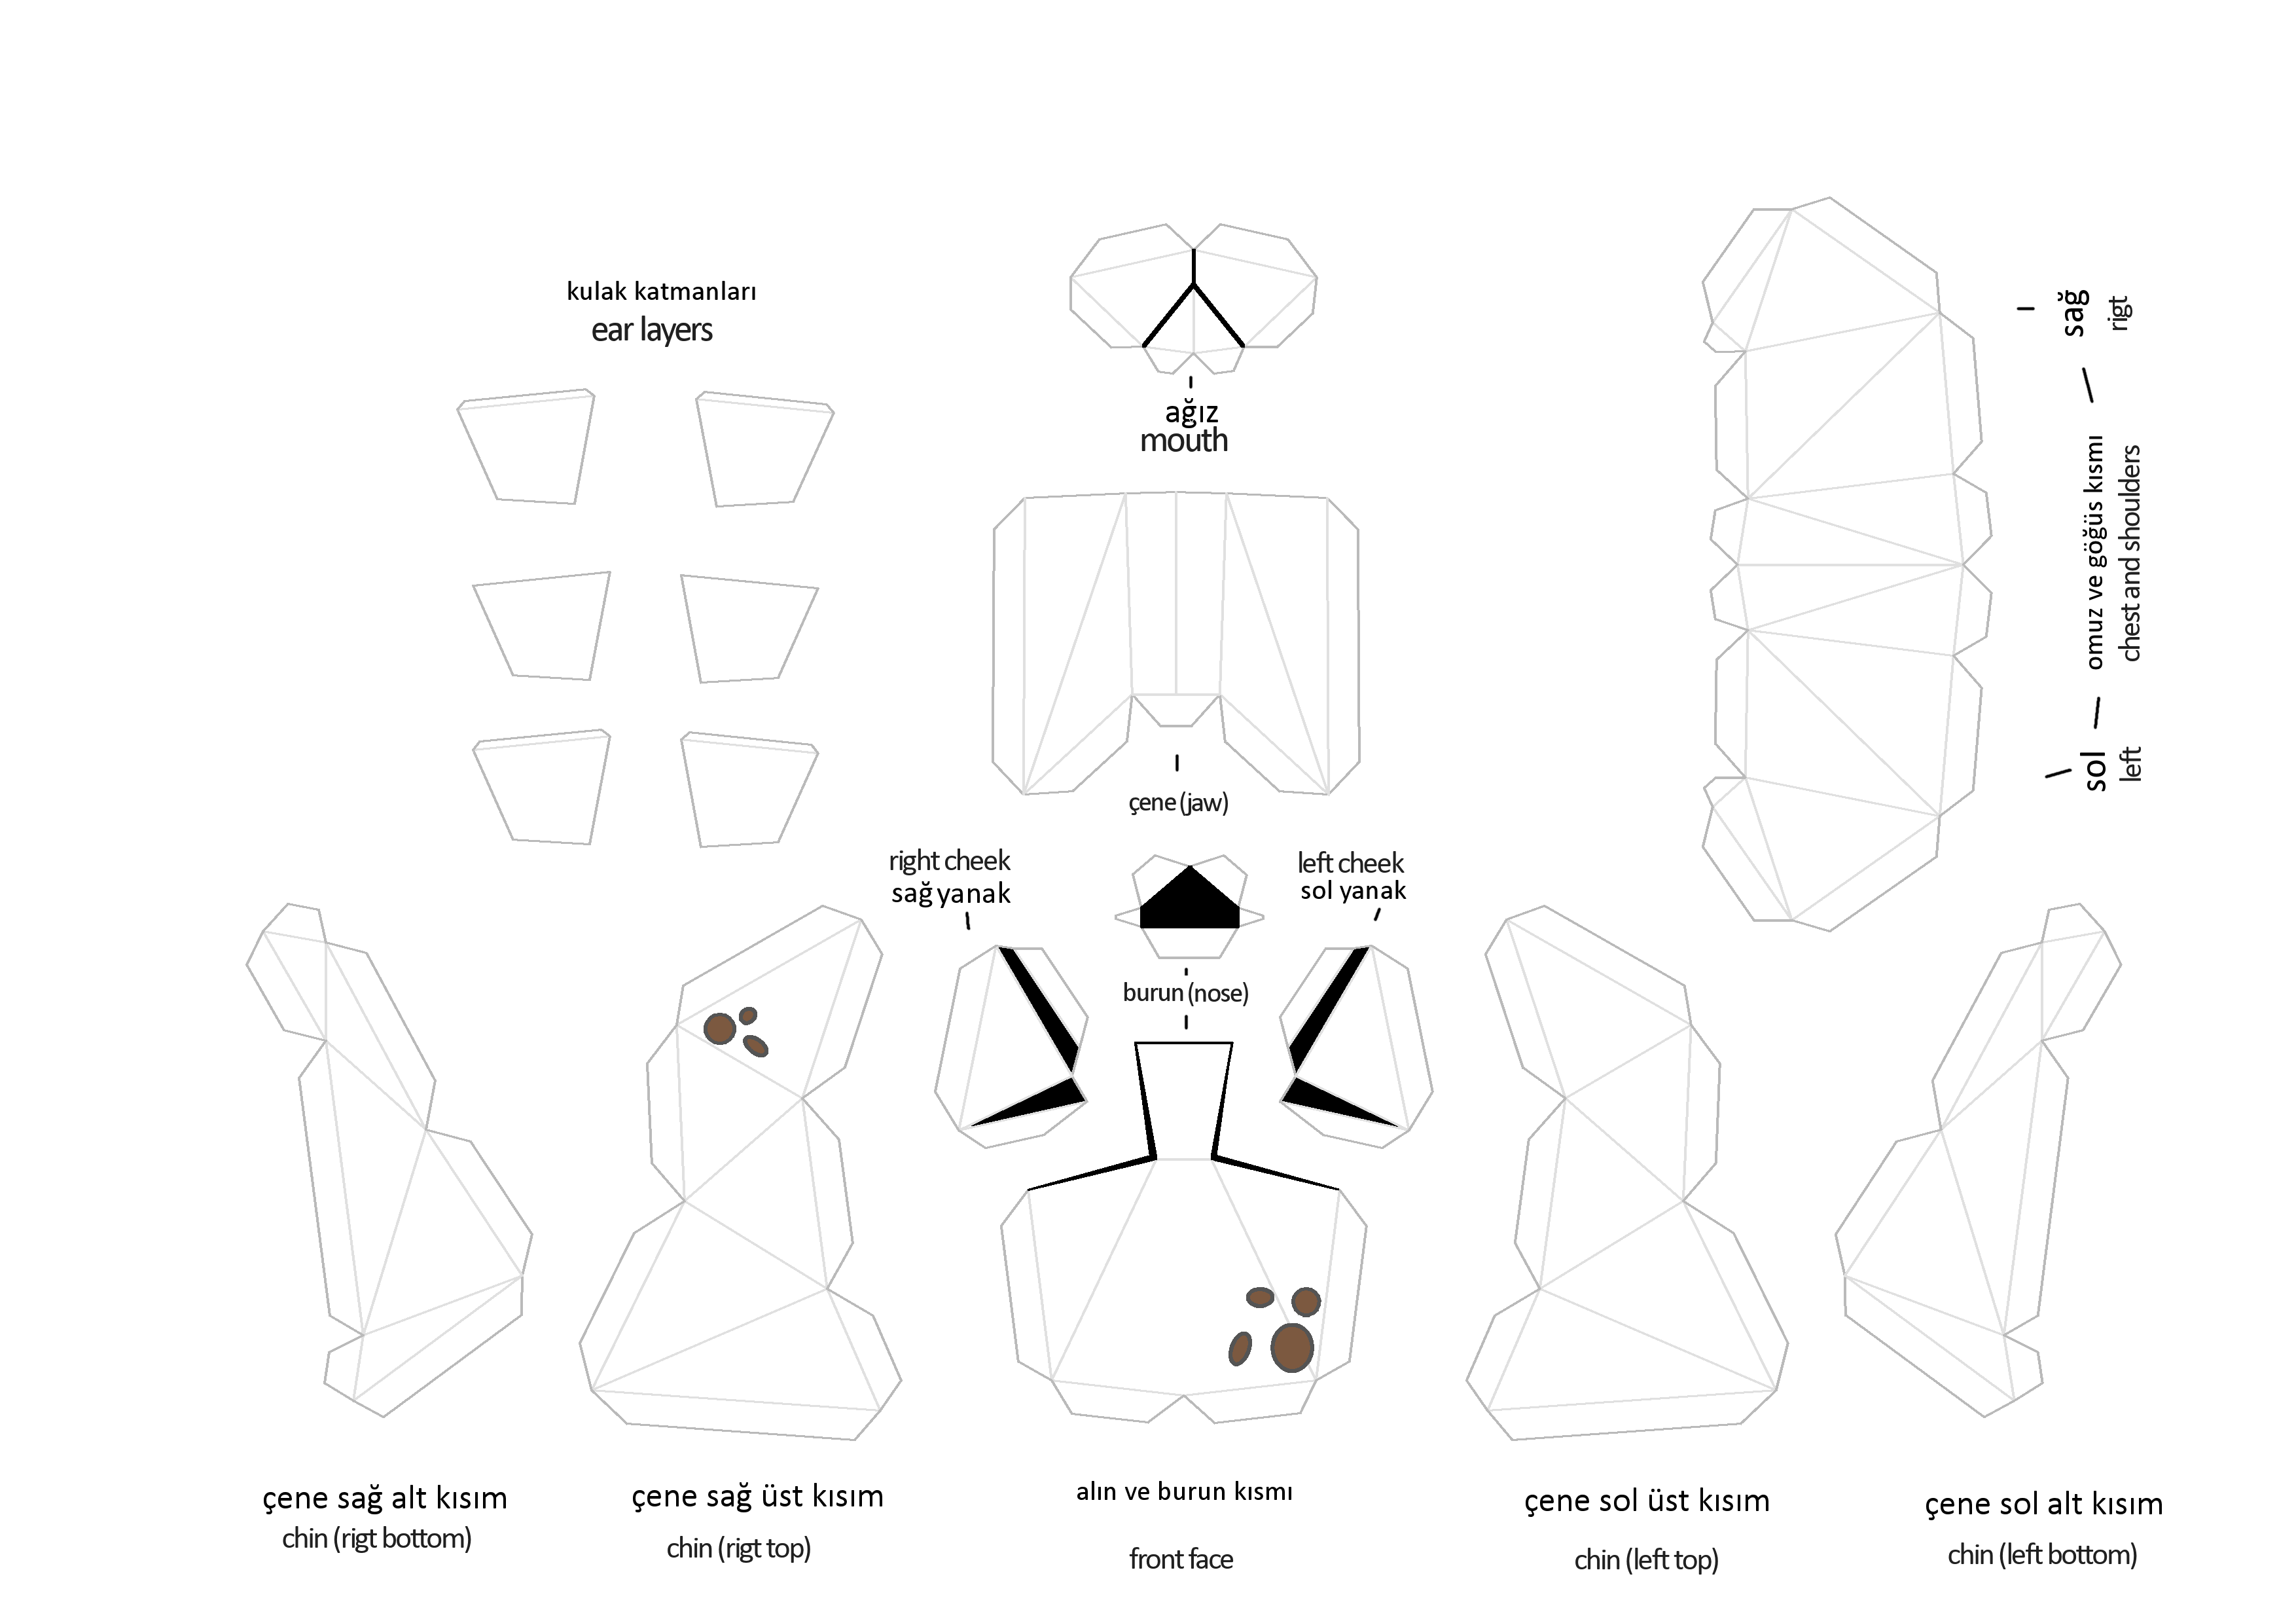 kulak katmanları
ear layers
ağız
mouth
sağ
rigt
omuz ve göğüs kısmı
chest and shoulders
sol
left
çene (jaw)
right cheek
sağ yanak
left cheek
sol yanak
burun (nose)
çene sağ alt kısım
chin (rigt bottom)
çene sağ üst kısım
chin (rigt top)
alın ve burun kısmı
front face
çene sol üst kısım
chin (left top)
çene sol alt kısım
chin (left bottom)